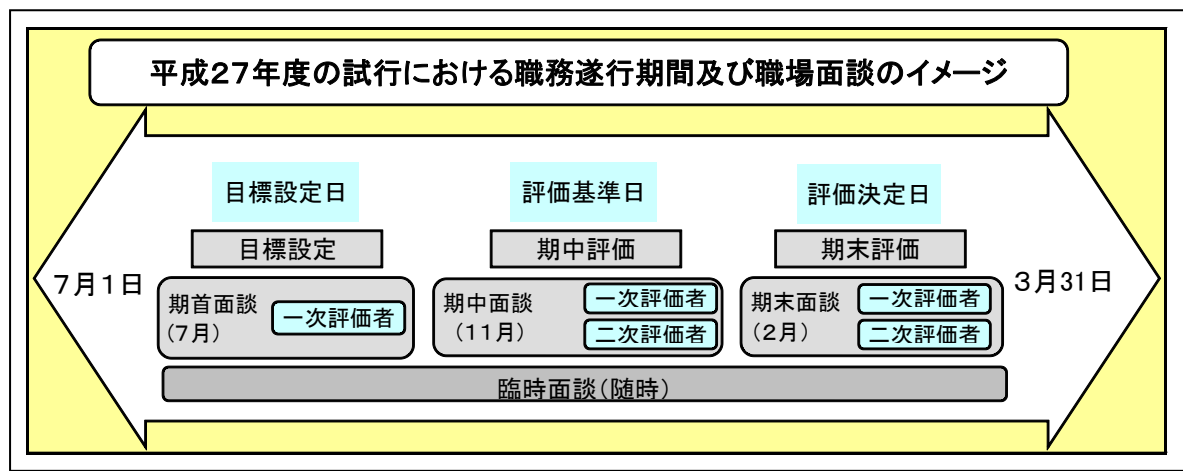 平成27年度の試行における職務遂行期間及び職場面談のイメージ
目標設定日
評価基準日
評価決定日
目標設定
期中評価
期末評価
7月1日
3月31日
期首面談
(7月)
一次評価者
期中面談
(11月)
一次評価者
二次評価者
期末面談
(2月)
一次評価者
二次評価者
臨時面談(随時)